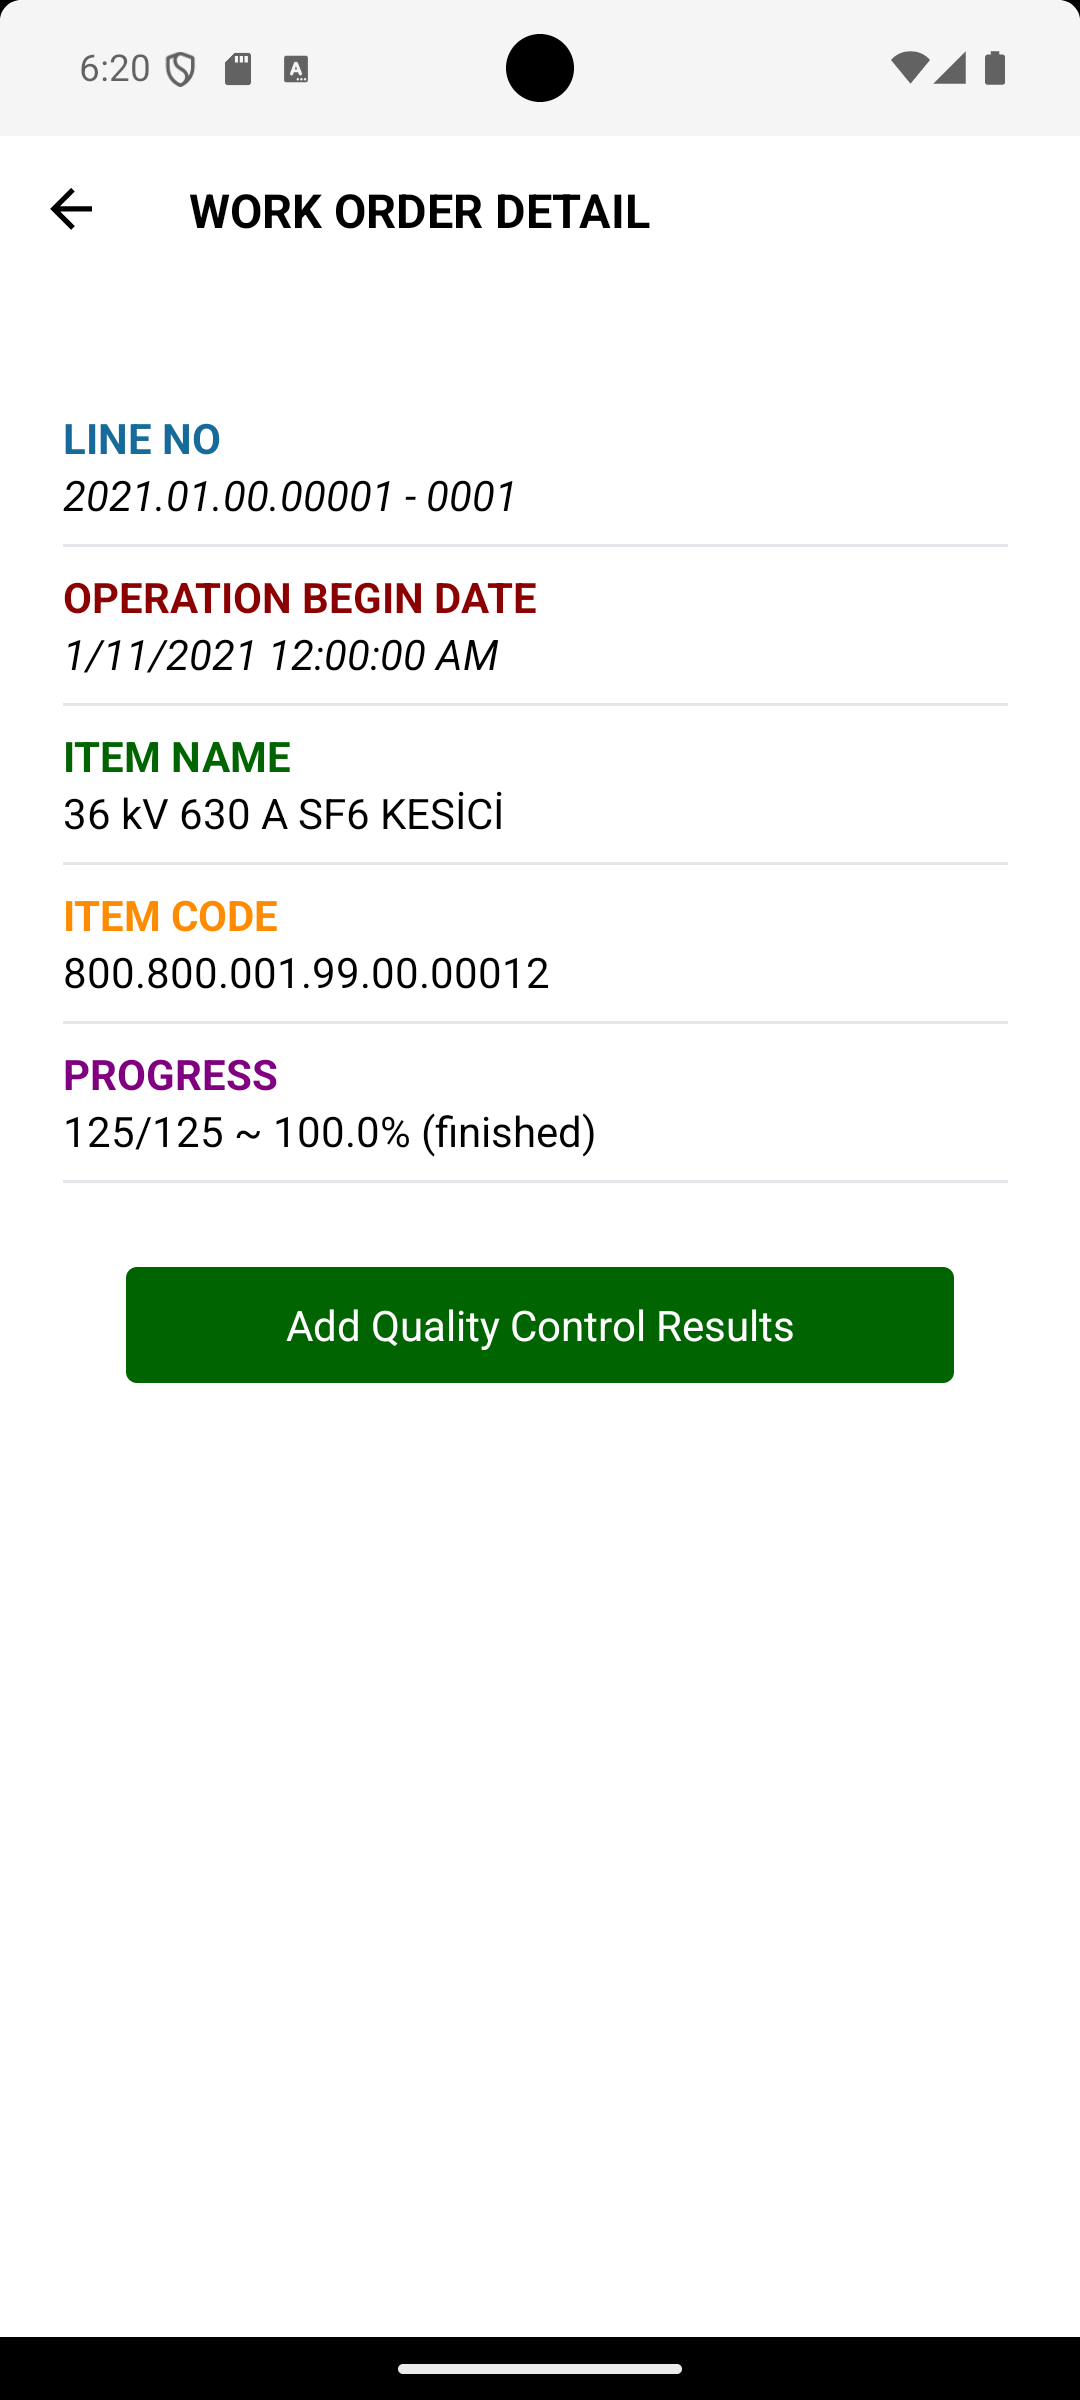 6:20
WORK ORDER DETAIL
LINE NO
2021.01.00.00001 - 0001
OPERATION BEGIN DATE
1/11/2021 12:00:00 AM
ITEM NAME
36 kV 630 A SF6 KESİCİ
ITEM CODE
800.800.001.99.00.00012
PROGRESS
125/125 ~ 100.0% (finished)
Add Quality Control Results